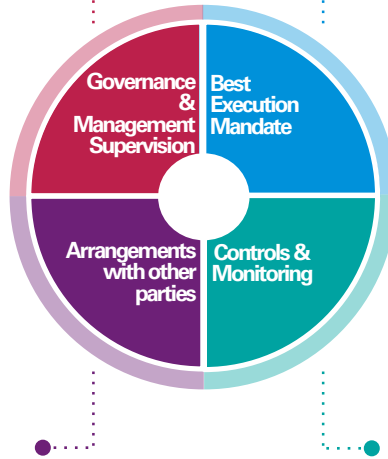 Governance
&
Management
Supervision
Best
Execution
Mandate
Arrangements
with other
parties
Controls &
Monitoring